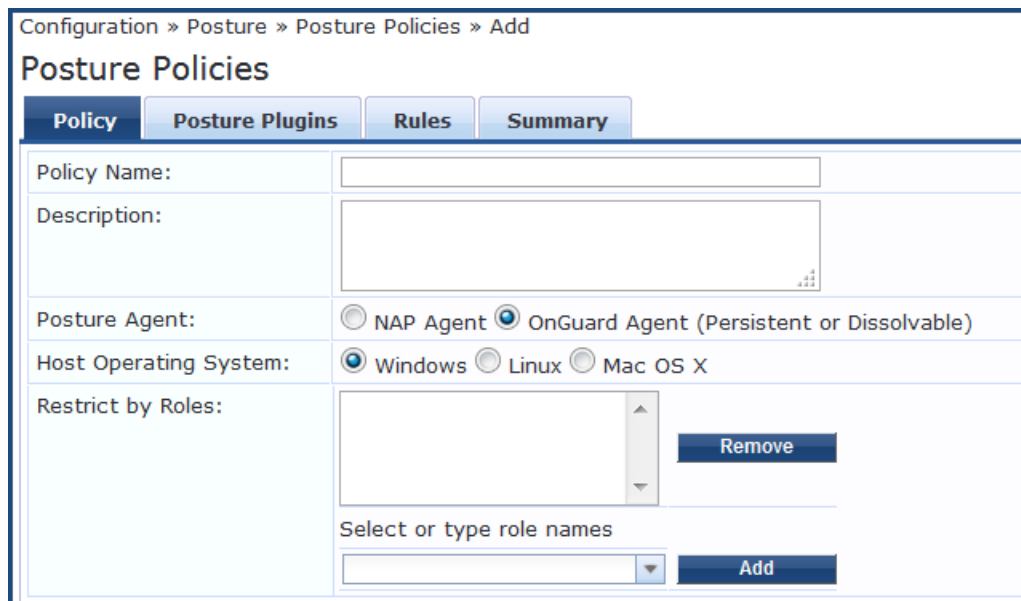 Configuration » Posture » Posture Policies » Add
Posture Policies
Policy Posture Plugins Rules Summary
Policy Name:
Description:
Posture Agent: NAP Agent OnGuard Agent (Persistent or Dissolvable)
Host Operating System: Windows Linux Mac OS X
Restrict by Roles:
Remove
Select or type role names
Add